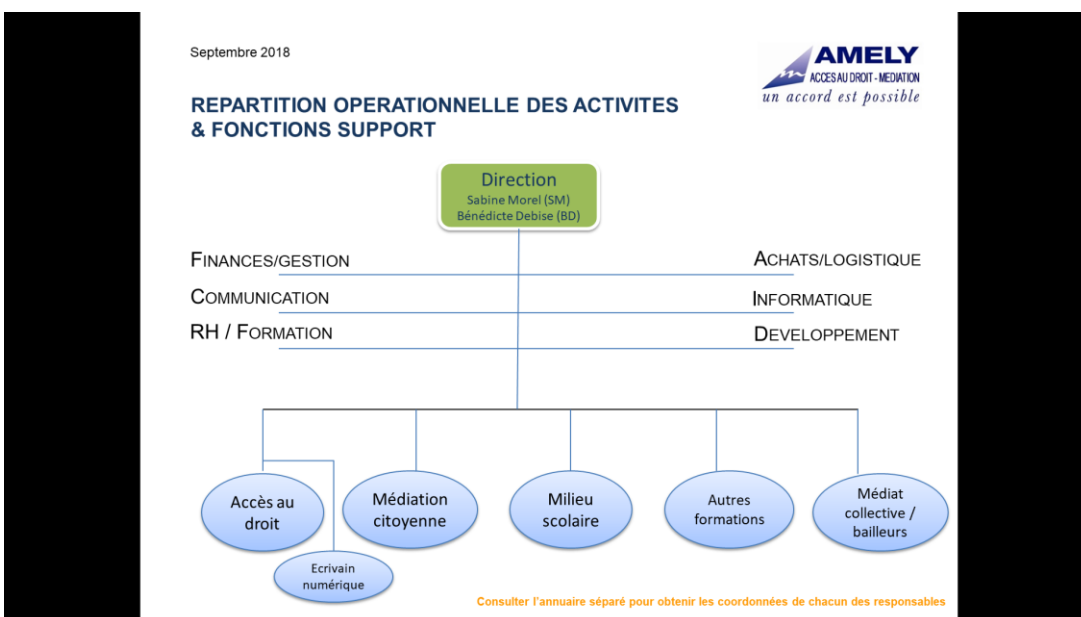 Septembre 2018
AMELY
ACCES AU DROIT - MEDIATION
un accord est possible
REPARTITION OPERATIONNELLE DES ACTIVITES
& FONCTIONS SUPPORT
Direction
Sabine Morel (SM)
Bénédicte Debise (BD)
FINANCES/GESTION
ACHATS/LOGISTIQUE
COMMUNICATION
INFORMATIQUE
RH / FORMATION
DEVELOPPEMENT
Accès au
droit
Médiation
citoyenne
Milieu
scolaire
Autres
formations
Médiat
collective /
bailleurs
Ecrivain
numérique
Consulter l'annuaire séparé pour obtenir les coordonnées de chacun des responsables